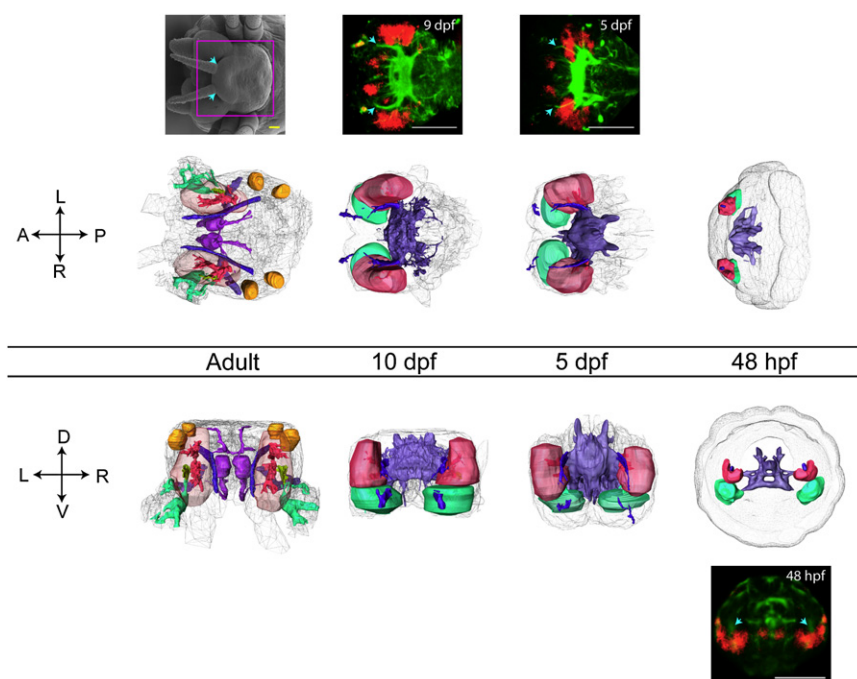 9 dpf
5 dpf
L
A P
R
Adult 10 dpf 5 dpf 48 hpf
D
L R
V
48 hpf